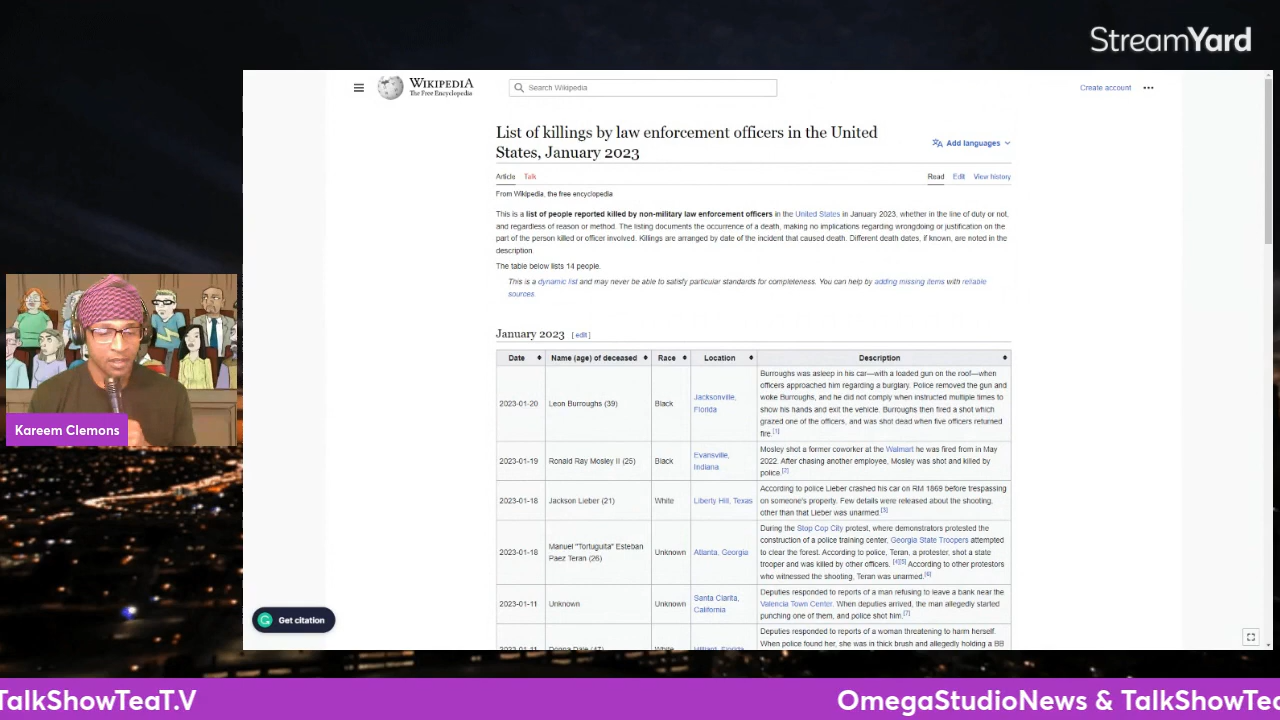 StreamYard
WIKIPEDIA
The Free Encyclopedia
Search Wikipedia
Create account
List of killings by law enforcement officers in the United
States, January 2023
Add languages
Article Talk
Read Edit View history
From Wikipedia, the free encyclopedia
This is a list of people reported killed by non-military law enforcement officers in the United States in January 2023, whether in the line of duty or not,
and regardless of reason or method. The listing documents the occurrence of a death, making no implications regarding wrongdoing or justification on the
part of the person killed or officer involved. Killings are arranged by date of the incident that caused death. Different death dates, if known, are noted in the
description.
The table below lists 14 people.
This is a dynamic list and may never be able to satisfy particular standards for completeness. You can help by adding missing items with reliable
sources.
January 2023 [ edit ]
Date Name (age) of deceased Race Location Description
2023-01-20 Leon Burroughs (39) Black Jacksonville,
Florida
Burroughs was asleep in his car—with a loaded gun on the roof—when
officers approached him regarding a burglary. Police removed the gun and
woke Burroughs, and he did not comply when instructed multiple times to
show his hands and exit the vehicle. Burroughs then fired a shot which
grazed one of the officers, and was shot dead when five officers returned
fire.[1]
2023-01-19 Ronald Ray Mosley II (25) Black Evansville,
Indiana
Mosley shot a former coworker at the Walmart he was fired from in May
2022. After chasing another employee, Mosley was shot and killed by
police.[2]
2023-01-18 Jackson Lieber (21) White Liberty Hill, Texas
According to police Lieber crashed his car on RM 1869 before trespassing
on someone's property. Few details were released about the shooting,
other than that Lieber was unarmed.[3]
2023-01-18 Manuel "Tortuguita" Esteban
Paez Teran (26) Unknown Atlanta, Georgia
During the Stop Cop City protest, where demonstrators protested the
construction of a police training center, Georgia State Troopers attempted
to clear the forest. According to police, Teran, a protester, shot a state
trooper and was killed by other officers. [4][5] According to other protestors
who witnessed the shooting, Teran was unarmed.[6]
2023-01-11 Unknown Unknown Santa Clarita,
California
Deputies responded to reports of a man refusing to leave a bank near the
Valencia Town Center. When deputies arrived, the man allegedly started
punching one of them, and police shot him.[7]
Deputies responded to reports of a woman threatening to harm herself.
When police found her, she was in thick brush and allegedly holding a BB
Get citation
Kareem Clemons
TalkShowTeaT.V
OmegaStudioNews & TalkShowTea